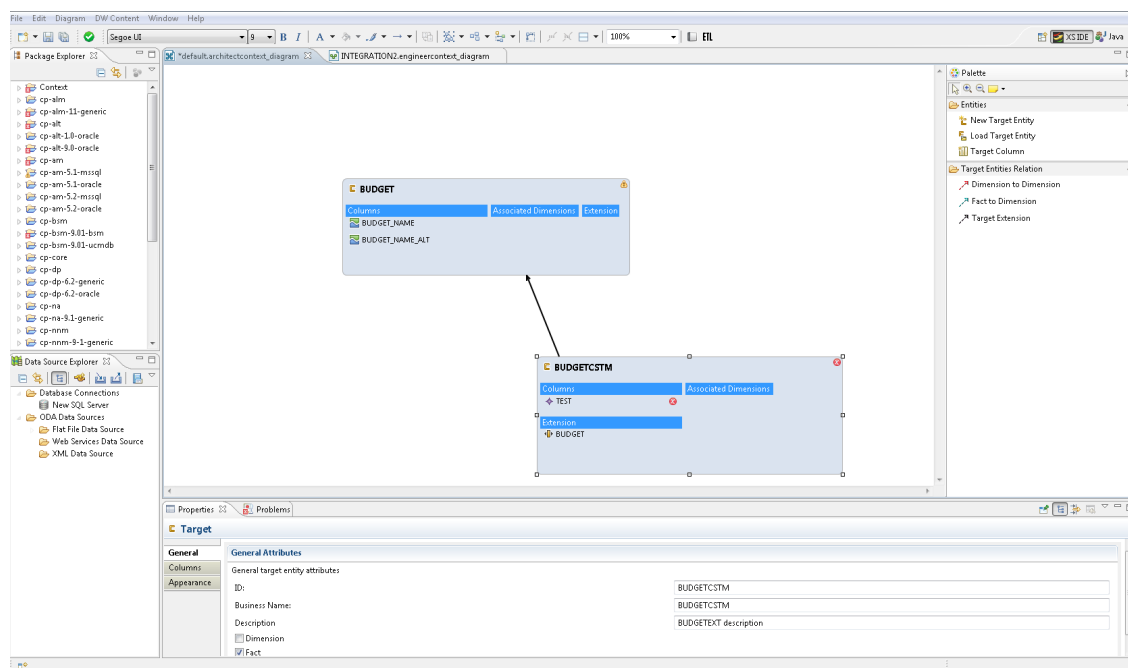 File Edit Diagram DW Content Window Help
Segoe UI 9 B I A 100% ETL XS IDE Java
Package Explorer
Context
cp-alm
cp-alm-11-generic
cp-alt
cp-alt-1.0-oracle
cp-alt-9.0-oracle
cp-am
cp-am-5.1-mssql
cp-am-5.1-oracle
cp-am-5.2-mssql
cp-am-5.2-oracle
cp-bsm
cp-bsm-9.01-bsm
cp-bsm-9.01-ucmdb
cp-core
cp-dp
cp-dp-6.2-generic
cp-dp-6.2-oracle
cp-na
cp-na-9.1-generic
cp-nnm
cp-nnm-9-1-generic
Data Source Explorer
Database Connections
New SQL Server
ODA Data Sources
Flat File Data Source
Web Services Data Source
XML Data Source
*default.architectcontext_diagram INTEGRATION2.engineercontext_diagram
BUDGET
Columns Associated Dimensions Extension
BUDGET_NAME
BUDGET_NAME_ALT
BUDGETCSTM
Columns Associated Dimensions
TEST
Extension
BUDGET
Palette
Entities
New Target Entity
Load Target Entity
Target Column
Target Entities Relation
Dimension to Dimension
Fact to Dimension
Target Extension
Properties Problems
Target
General
Columns
Appearance
General Attributes
General target entity attributes
ID: BUDGETCSTM
Business Name: BUDGETCSTM
Description BUDGETEXT description
Dimension
Fact